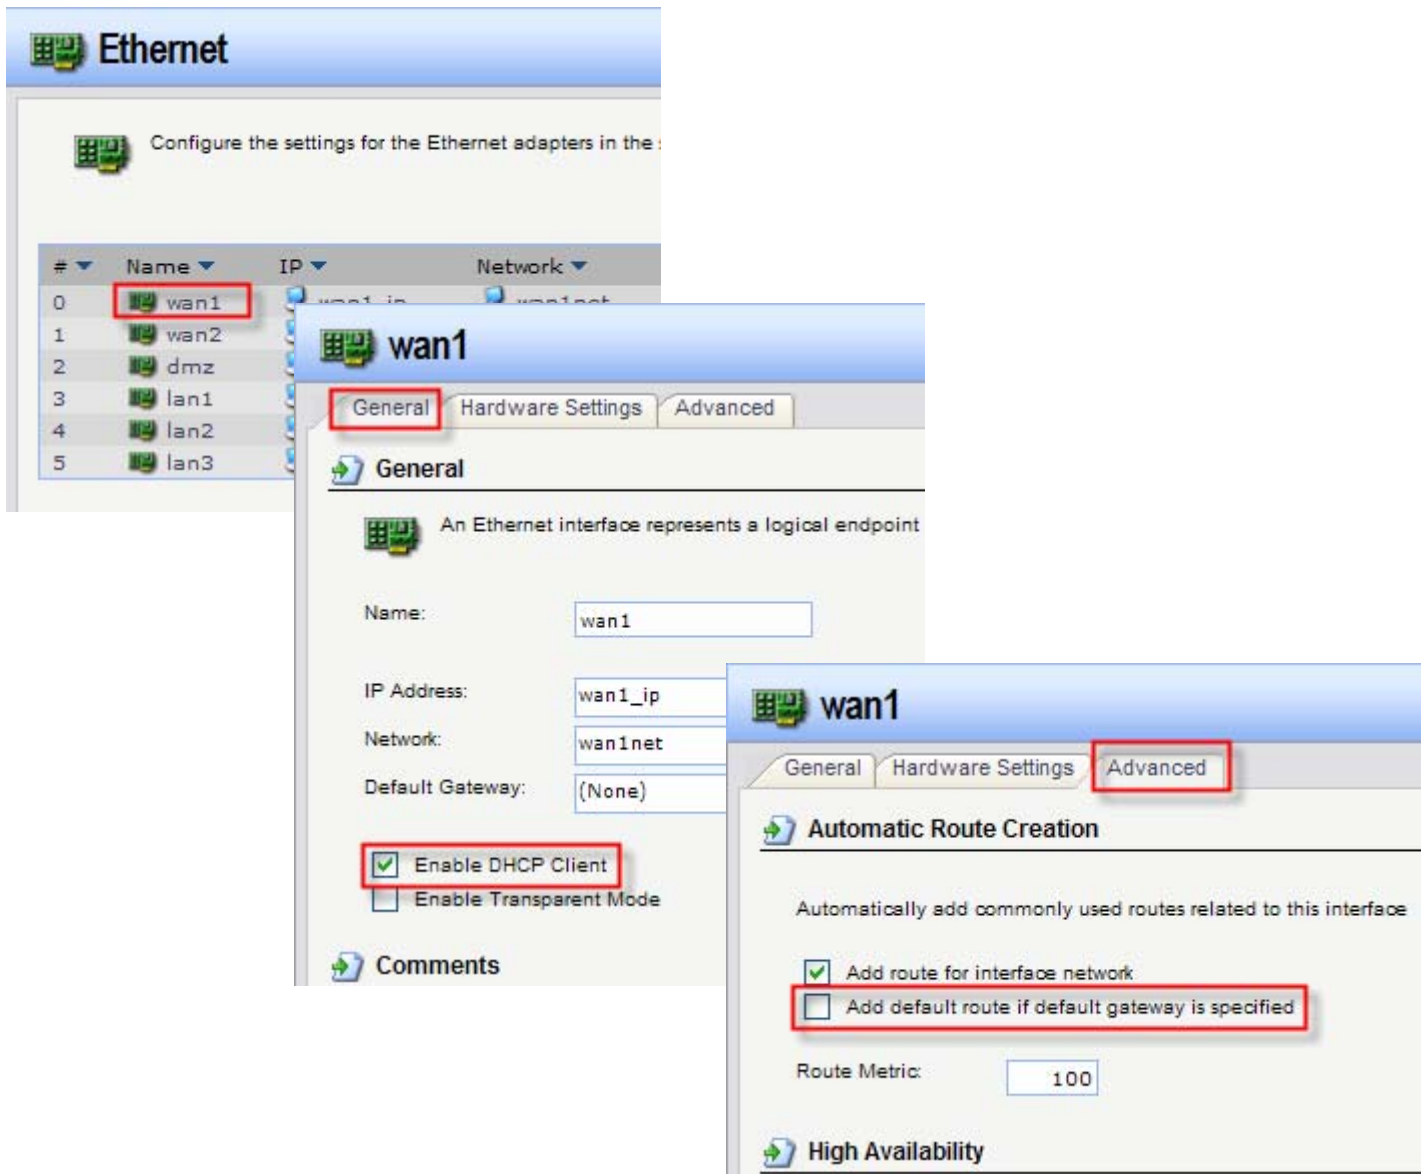 Ethernet
Configure the settings for the Ethernet adapters in the
# Name IP Network
0 wan1 wan1_ip wan1net
1 wan2
2 dmz
3 lan1
4 lan2
5 lan3
wan1
General Hardware Settings Advanced
General
An Ethernet interface represents a logical endpoint
Name: wan1
IP Address: wan1_ip
Network: wan1net
Default Gateway: (None)
Enable DHCP Client
Enable Transparent Mode
Comments
wan1
General Hardware Settings Advanced
Automatic Route Creation
Automatically add commonly used routes related to this interface
Add route for interface network
Add default route if default gateway is specified
Route Metric: 100
High Availability